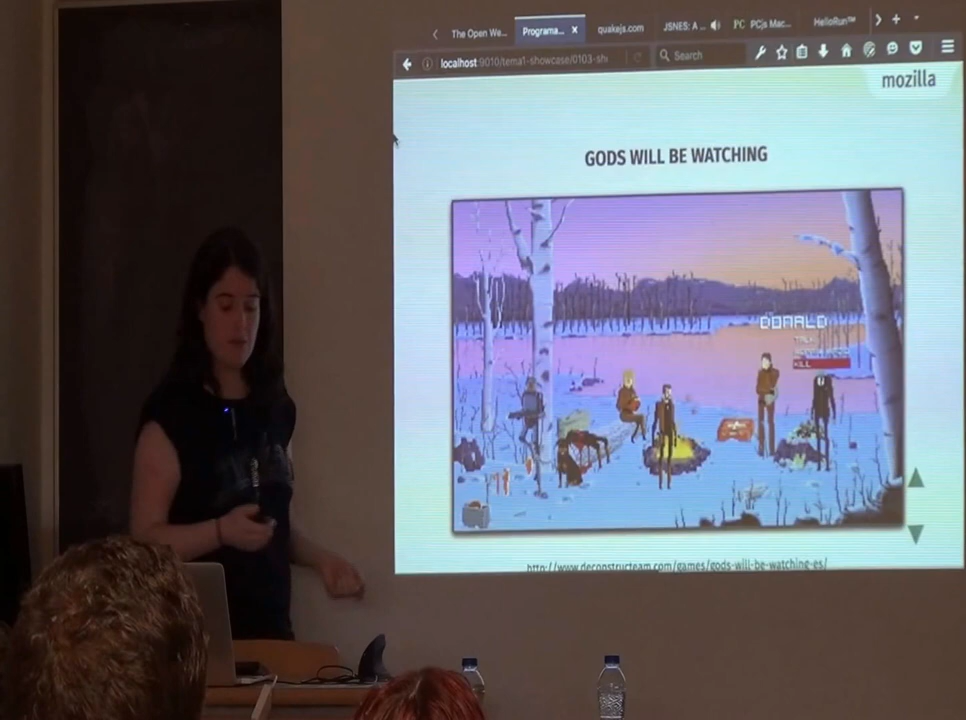 The Open We...
Programa... x
quakejs.com
JSNES: A ...
PC PCjs Mac...
HelloRun™
localhost:9010/tema1-showcase/0103-sh
Search
mozilla
GODS WILL BE WATCHING
DONALD
TALK
KILL
http://www.deconstructeam.com/games/gods-will-be-watching-es/